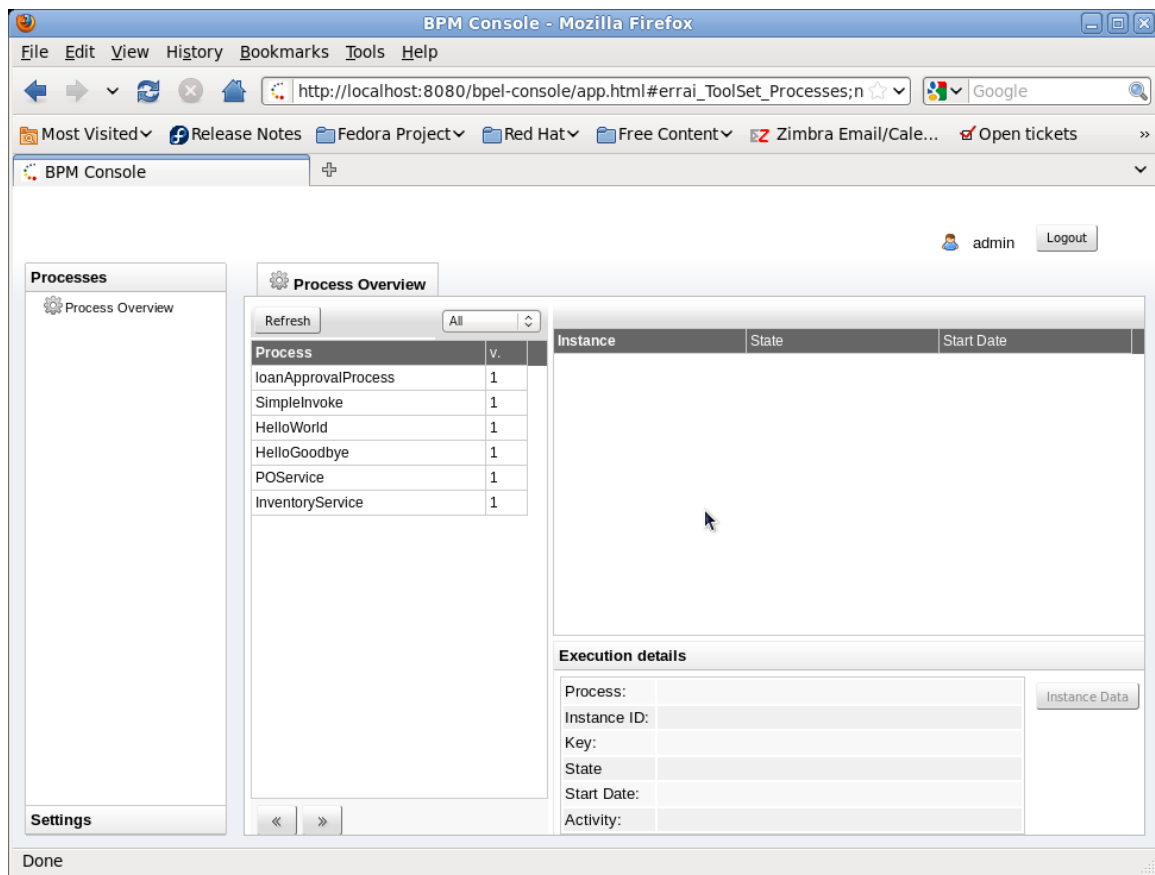 BPM Console - Mozilla Firefox
File Edit View History Bookmarks Tools Help
http://localhost:8080/bpel-console/app.html#errai_ToolSet_Processes;n Google
Most Visited Release Notes Fedora Project Red Hat Free Content Zimbra Email/Cale... Open tickets »
BPM Console
admin Logout
Processes
Process Overview
Process Overview
Refresh All
Process v.
loanApprovalProcess 1
SimpleInvoke 1
HelloWorld 1
HelloGoodbye 1
POService 1
InventoryService 1
« »
Instance State Start Date
Execution details
Process:
Instance ID:
Key:
State
Start Date:
Activity:
Instance Data
Settings
Done